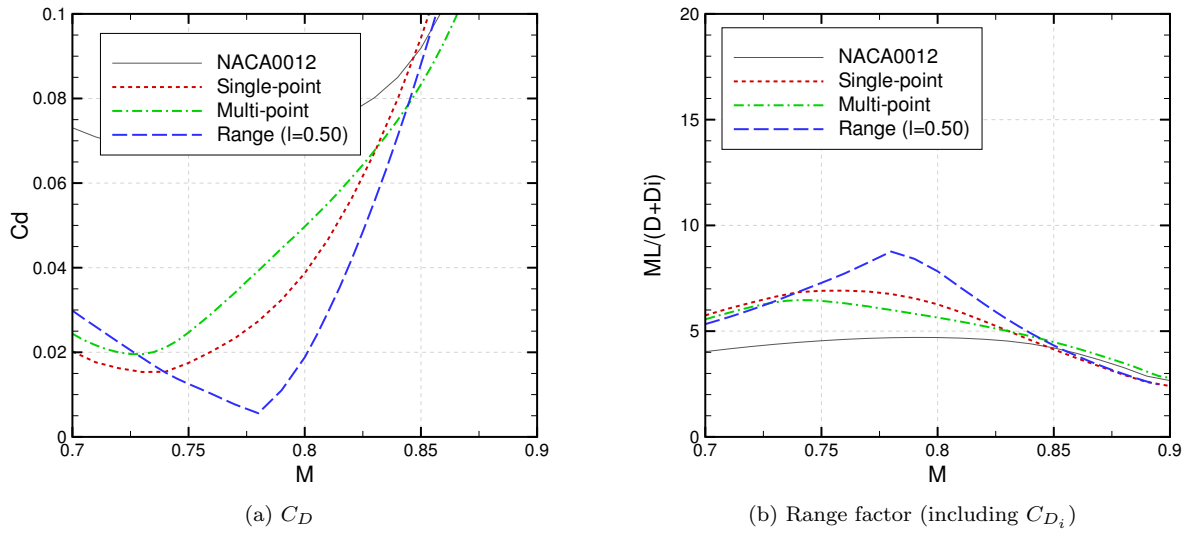 0.1
0.08
0.06
0.04
0.02
0
Cd
NACA0012
Single-point
Multi-point
Range (l=0.50)
0.7
0.75
0.8
0.85
0.9
M
(a) C_D
20
15
10
5
0
ML/(D+Di)
NACA0012
Single-point
Multi-point
Range (l=0.50)
0.7
0.75
0.8
0.85
0.9
M
(b) Range factor (including C_{D_i})